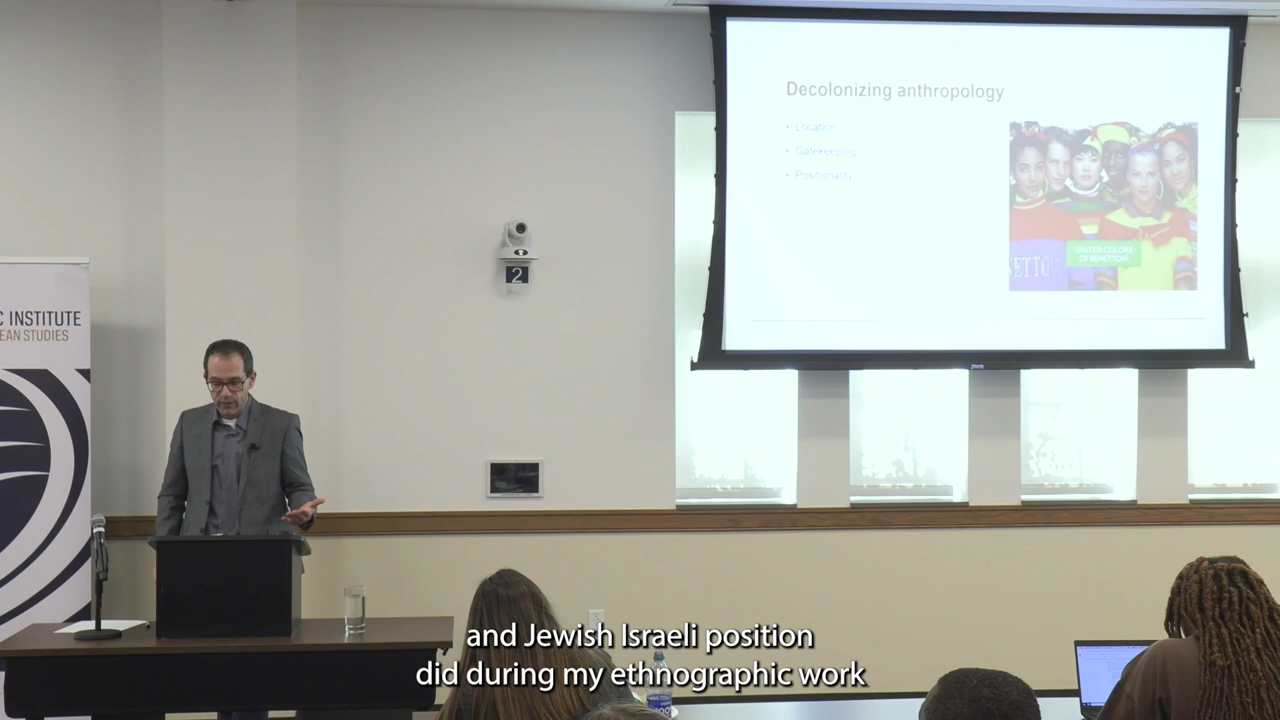 Decolonizing anthropology
• Location
• Gatekeeping
• Positionality
UNITED COLORS
OF BENETTON.
ETTON
2
C INSTITUTE
EAN STUDIES
and Jewish Israeli position
did during my ethnographic work